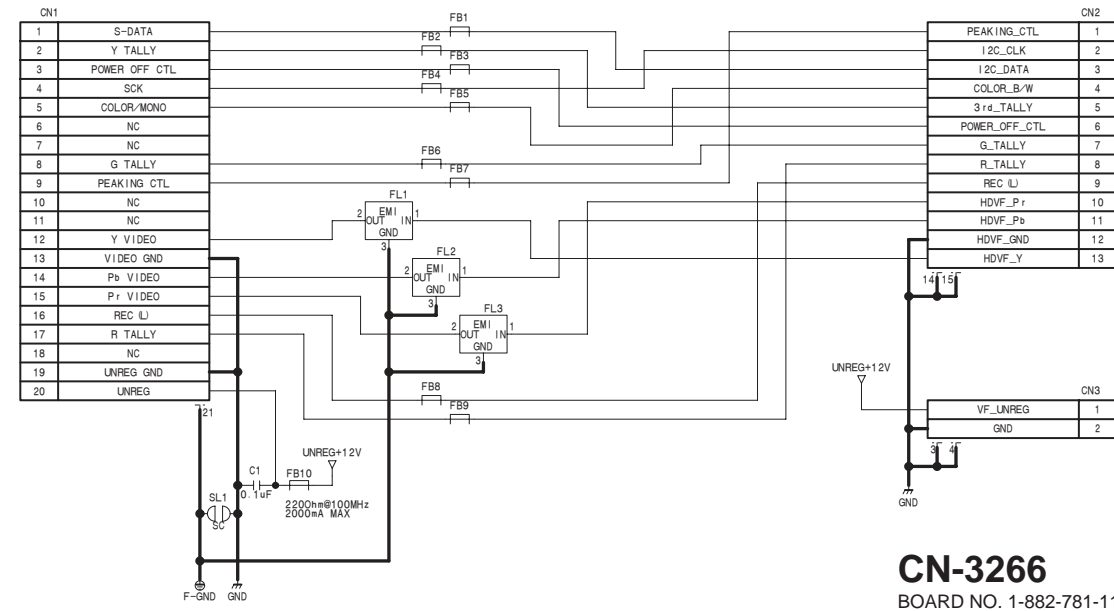 CN1
1 S-DATA
2 Y TALLY
3 POWER OFF CTL
4 SCK
5 COLOR/MONO
6 NC
7 NC
8 G TALLY
9 PEAKING CTL
10 NC
11 NC
12 Y VIDEO
13 VIDEO GND
14 Pb VIDEO
15 Pr VIDEO
16 REC(L)
17 R TALLY
18 NC
19 UNREG GND
20 UNREG
21
FB1
FB2
FB3
FB4
FB5
FB6
FB7
FL1
2 OUT EMI IN 1
GND
3
FL2
2 OUT EMI IN 1
GND
3
FL3
2 OUT EMI IN 1
GND
3
FB8
FB9
UNREG+12V
C1
0.1uF
FB10
220Ohm@100MHz
2000mA MAX
SL1
SC
F-GND GND
CN2
PEAKING_CTL 1
I2C_CLK 2
I2C_DATA 3
COLOR_B/W 4
3rd_TALLY 5
POWER_OFF_CTL 6
G_TALLY 7
R_TALLY 8
REC(L) 9
HDVF_Pr 10
HDVF_Pb 11
HDVF_GND 12
HDVF_Y 13
14 15
UNREG+12V
CN3
VF_UNREG 1
GND 2
3 4
GND
CN-3266
BOARD NO. 1-882-781-11